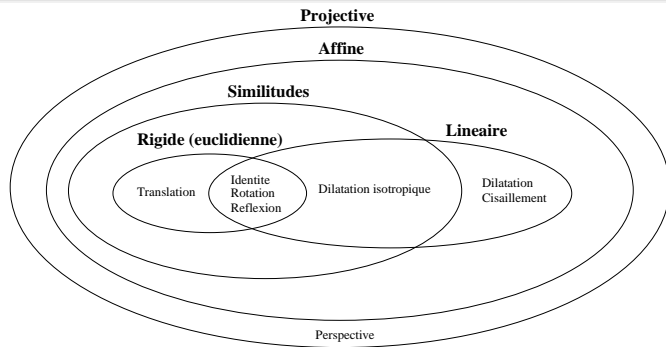 Projective
Affine
Similitudes
Rigide (euclidienne)
Lineaire
Translation
Identite
Rotation
Reflexion
Dilatation isotropique
Dilatation
Cisaillement
Perspective